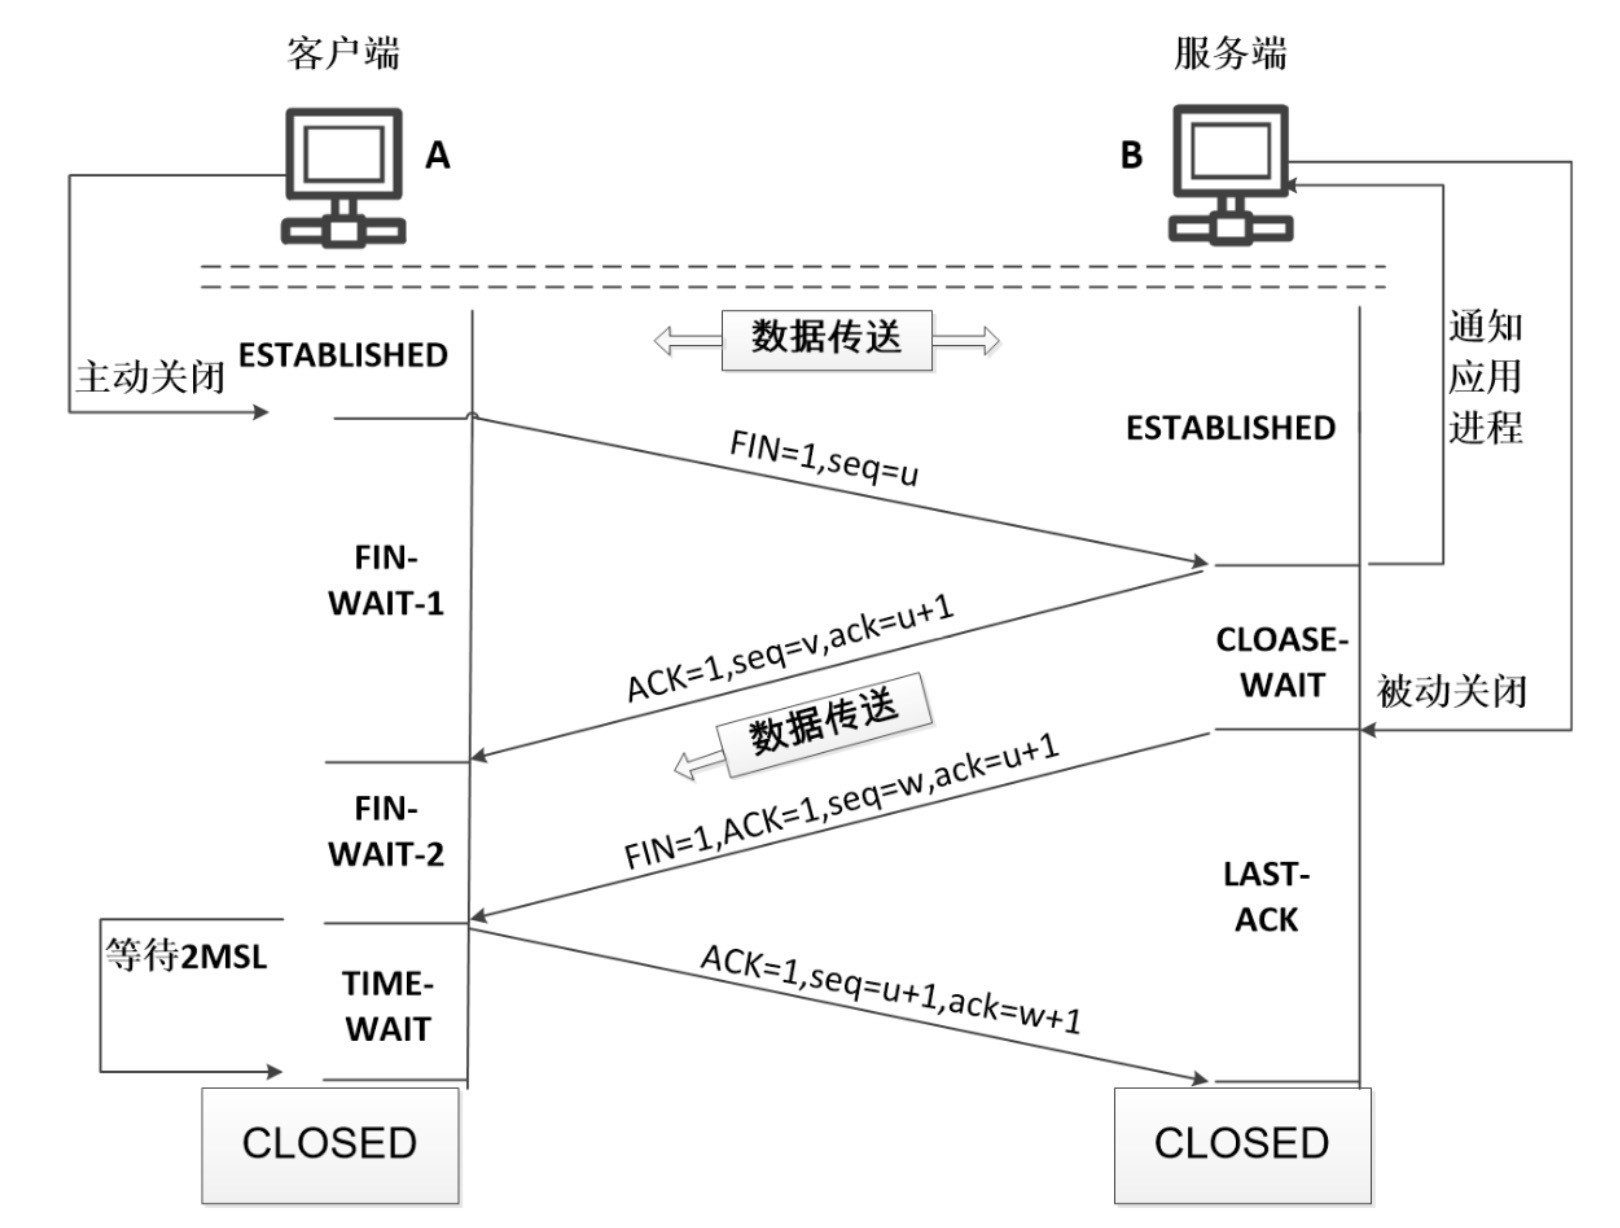 客户端
服务端
A
B
数据传送
ESTABLISHED
主动关闭
通知
应用
进程
ESTABLISHED
FIN=1,seq=u
FIN-
WAIT-1
ACK=1,seq=v,ack=u+1
CLOASE-
WAIT
被动关闭
数据传送
FIN=1,ACK=1,seq=w,ack=u+1
FIN-
WAIT-2
LAST-
ACK
等待2MSL
ACK=1,seq=u+1,ack=w+1
TIME-
WAIT
CLOSED
CLOSED